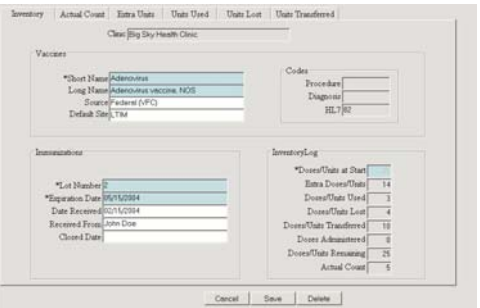 Inventory Actual Count Extra Units Units Used Units Lost Units Transferred
Clinic Big Sky Health Clinic
Vaccines
*Short Name Adenovirus
Long Name Adenovirus vaccine, NOS
Source Federal (VFC)
Default Site LTIM
Codes
Procedure
Diagnosis
HL7 82
Immunizations
*Lot Number 2
*Expiration Date 05/15/2004
Date Received 02/15/2004
Received From John Doe
Closed Date
InventoryLog
*Doses/Units at Start
Extra Doses/Units 14
Doses/Units Used 3
Doses/Units Lost 4
Doses/Units Transferred 10
Doses Administered 0
Doses/Units Remaining 25
Actual Count 5
Cancel Save Delete